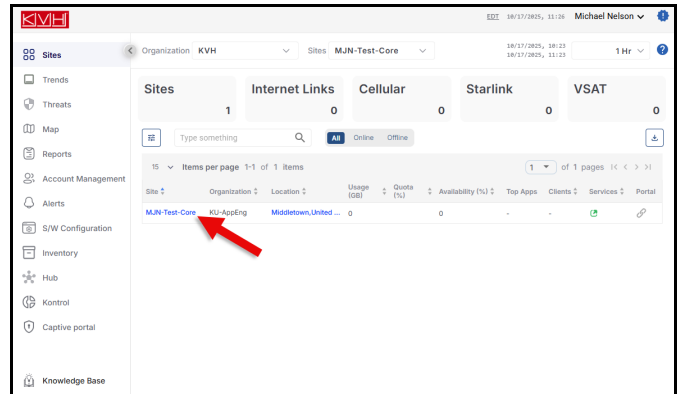 KVH
EDT 10/17/2025, 11:26 Michael Nelson
Sites
Organization KVH Sites MJN-Test-Core 10/17/2025, 10:23 1 Hr
10/17/2025, 11:23
Trends
Threats
Map
Reports
Account Management
Alerts
S/W Configuration
Inventory
Hub
Kontrol
Captive portal
Knowledge Base
Sites Internet Links Cellular Starlink VSAT
1 0 0 0 0
Type something All Online Offline
15 Items per page 1-1 of 1 items 1 of 1 pages
Site Organization Location Usage (GB) Quota (%) Availability (%) Top Apps Clients Services Portal
MJN-Test-Core KU-AppEng Middletown,United ... 0 0 - -